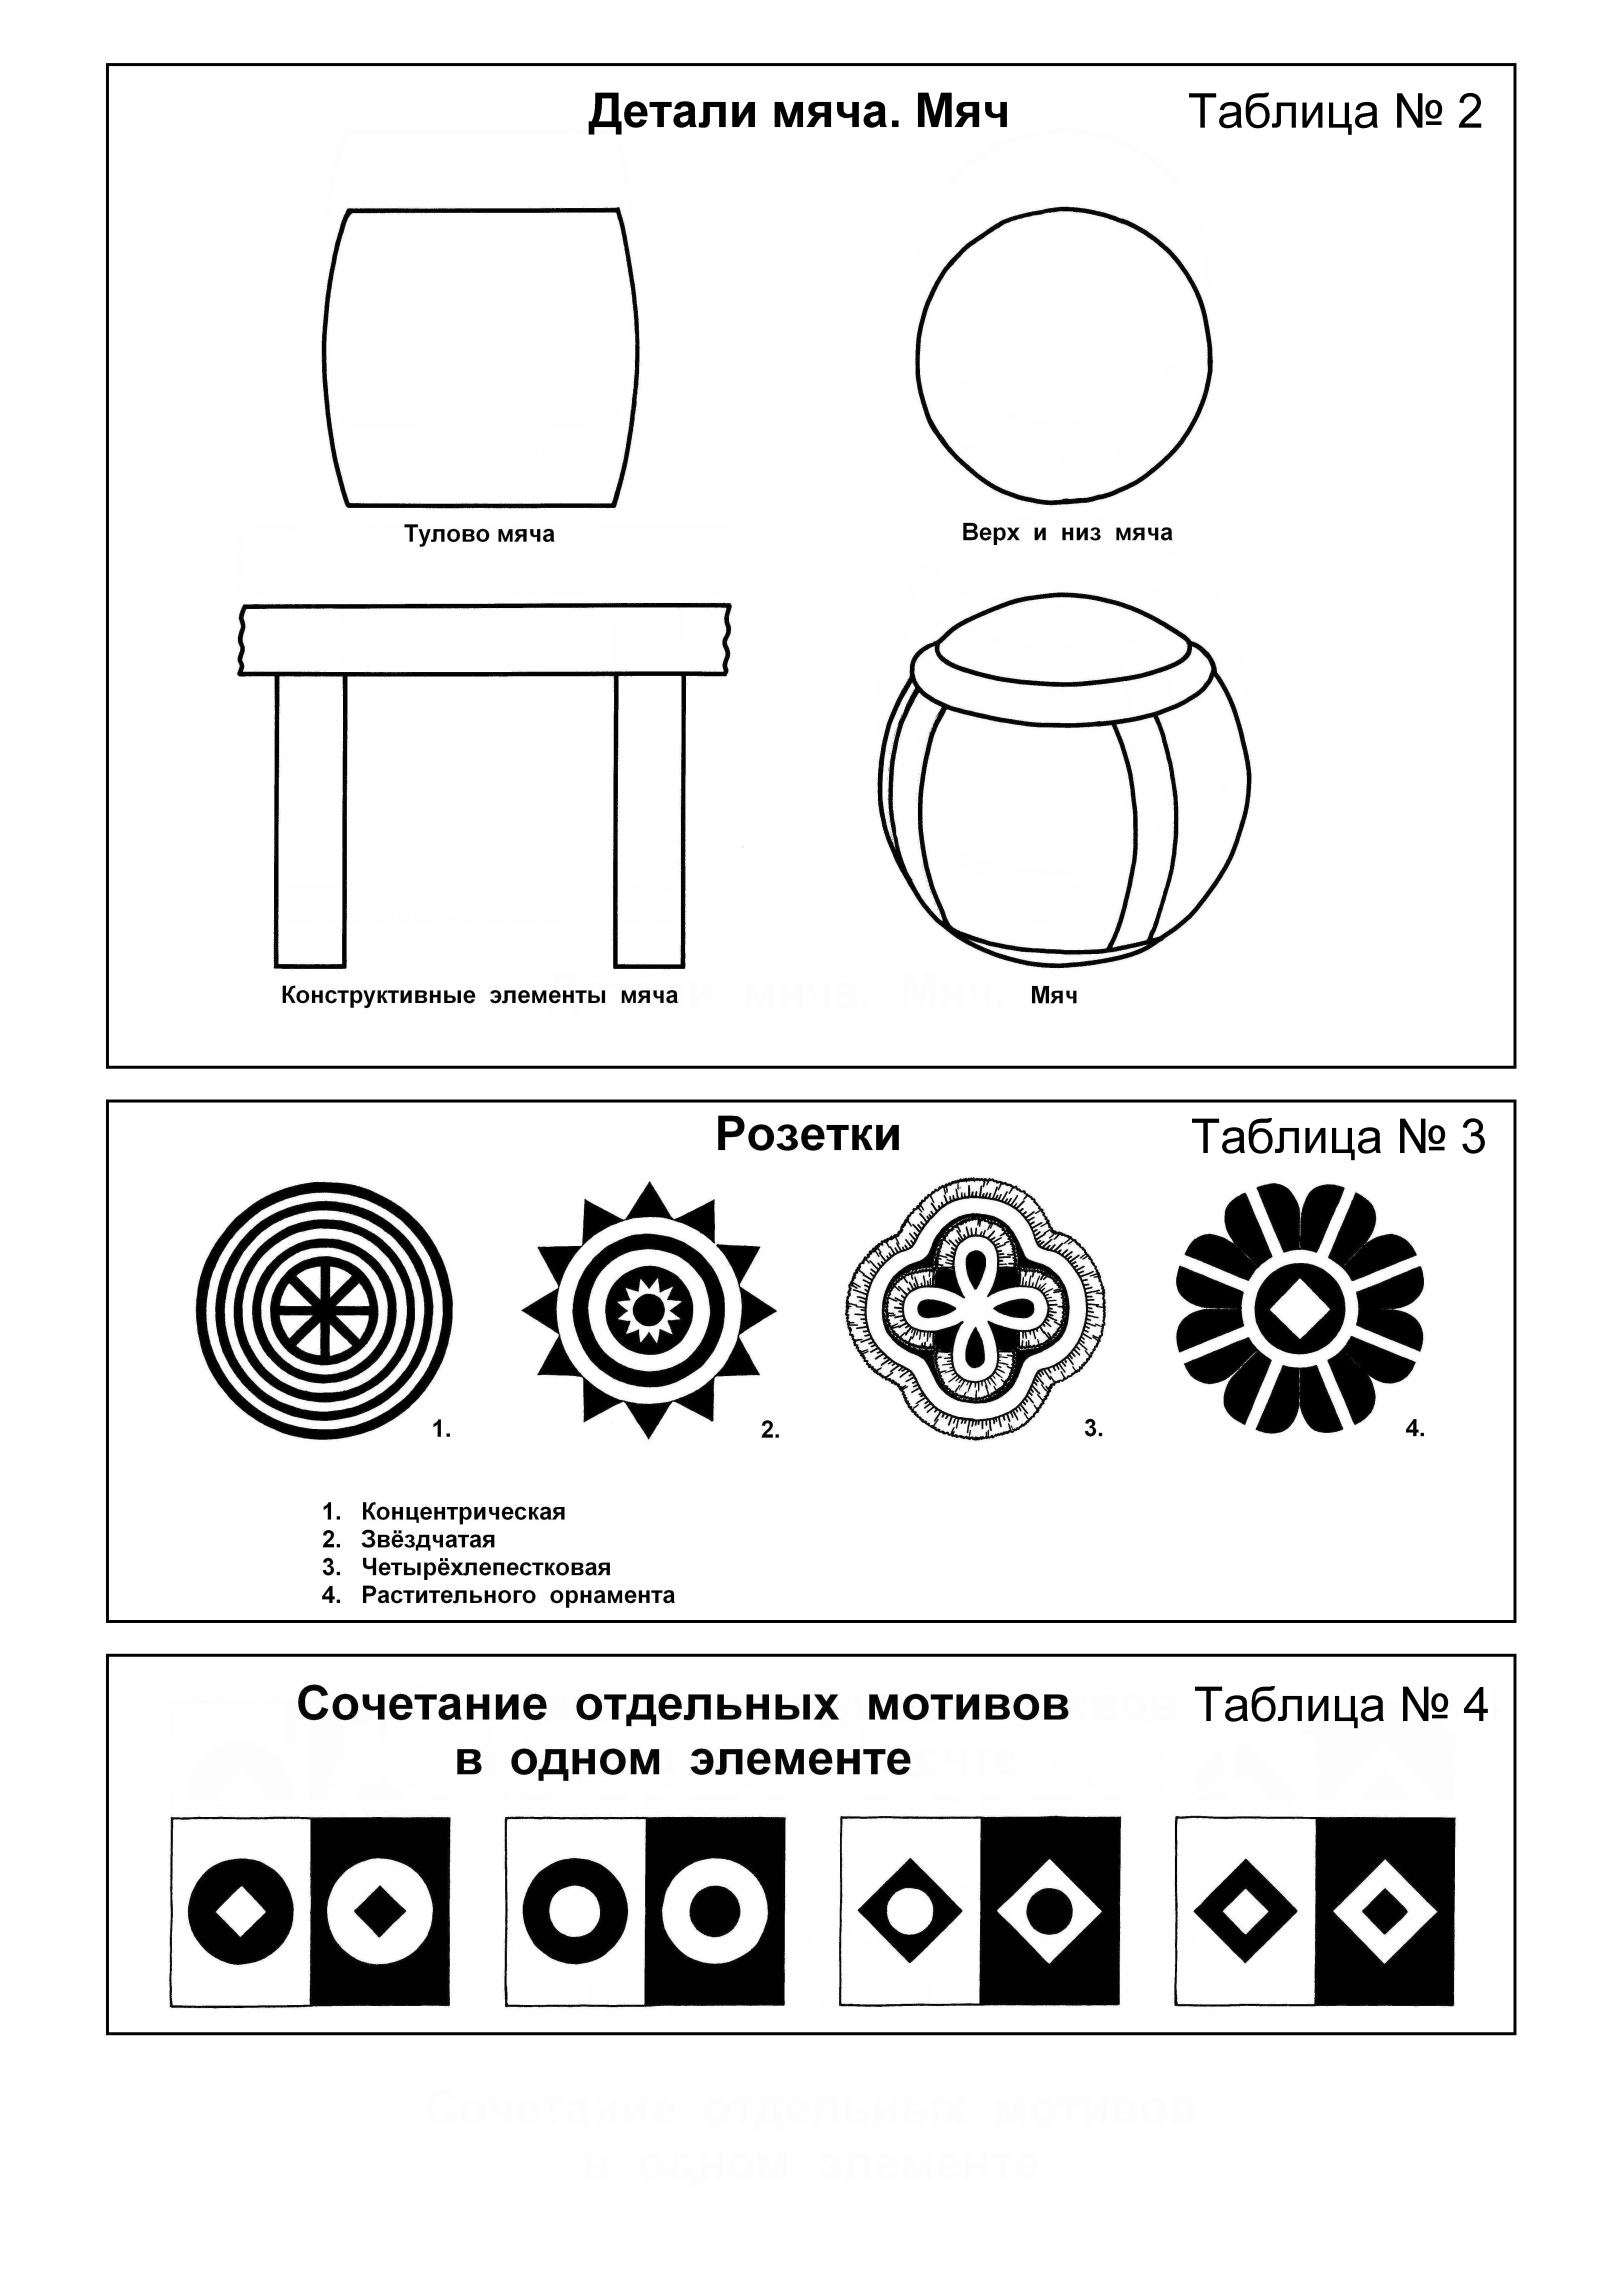 Детали мяча. Мяч
Таблица № 2
Тулово мяча
Верх и низ мяча
Конструктивные элементы мяча
Мяч
Розетки
Таблица № 3
1.
2.
3.
4.
1. Концентрическая
2. Звёздчатая
3. Четырёхлепестковая
4. Растительного орнамента
Сочетание отдельных мотивов
Таблица № 4
в одном элементе